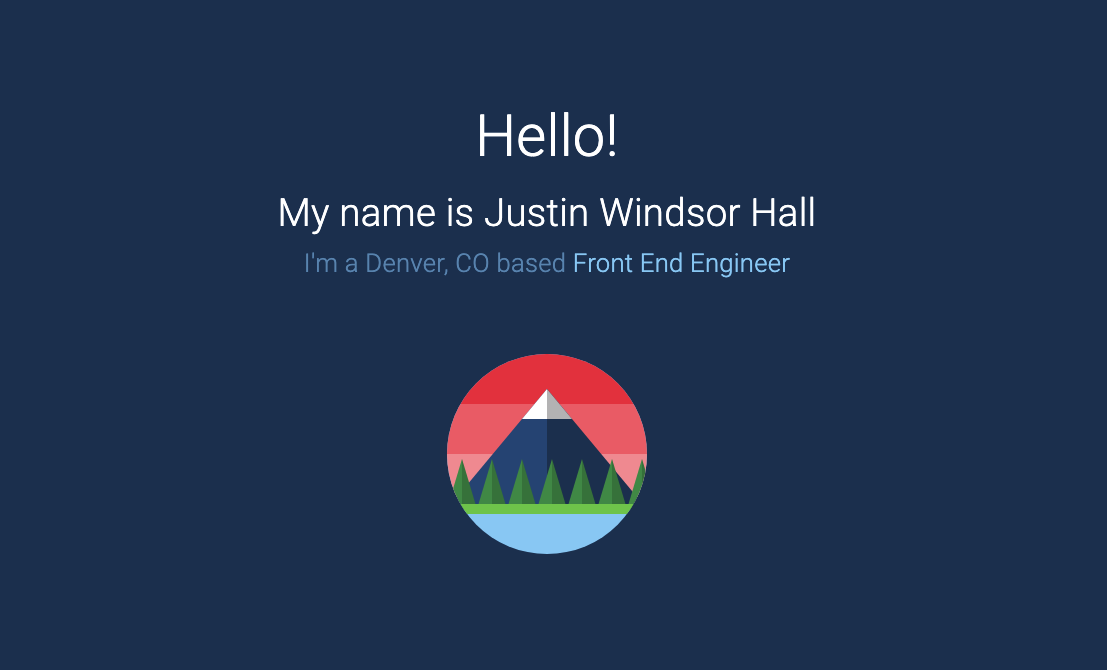 Hello!
My name is Justin Windsor Hall
I'm a Denver, CO based Front End Engineer